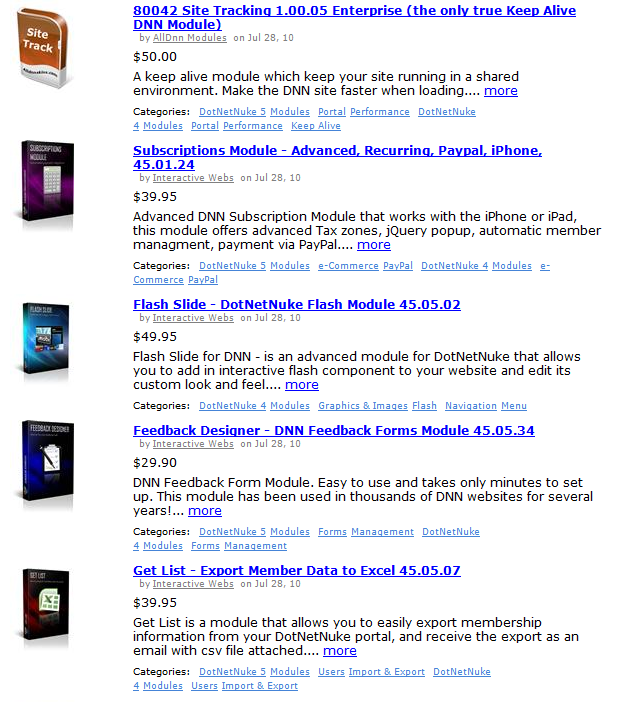 Site
Track
Alldnnsites.com
80042 Site Tracking 1.00.05 Enterprise (the only true Keep Alive
DNN Module)
by AllDnn Modules on Jul 28, 10
$50.00
A keep alive module which keep your site running in a shared
environment. Make the DNN site faster when loading.... more
Categories: DotNetNuke 5 Modules Portal Performance DotNetNuke
4 Modules Portal Performance Keep Alive
SUBSCRIPTIONS
MODULE
Subscriptions Module - Advanced, Recurring, Paypal, iPhone,
45.01.24
by Interactive Webs on Jul 28, 10
$39.95
Advanced DNN Subscription Module that works with the iPhone or iPad,
this module offers advanced Tax zones, jQuery popup, automatic member
managment, payment via PayPal.... more
Categories: DotNetNuke 5 Modules e-Commerce PayPal DotNetNuke 4 Modules e-
Commerce PayPal
FLASH SLIDE
Flash Slide - DotNetNuke Flash Module 45.05.02
by Interactive Webs on Jul 28, 10
$49.95
Flash Slide for DNN - is an advanced module for DotNetNuke that allows
you to add in interactive flash component to your website and edit its
custom look and feel.... more
Categories: DotNetNuke 4 Modules Graphics & Images Flash Navigation Menu
FEEDBACK DESIGNER
Feedback Designer - DNN Feedback Forms Module 45.05.34
by Interactive Webs on Jul 28, 10
$29.90
DNN Feedback Form Module. Easy to use and takes only minutes to set
up. This module has been used in thousands of DNN websites for several
years!... more
Categories: DotNetNuke 5 Modules Forms Management DotNetNuke
4 Modules Forms Management
GET LIST
Get List - Export Member Data to Excel 45.05.07
by Interactive Webs on Jul 28, 10
$39.95
Get List is a module that allows you to easily export membership
information from your DotNetNuke portal, and receive the export as an
email with csv file attached.... more
Categories: DotNetNuke 5 Modules Users Import & Export DotNetNuke
4 Modules Users Import & Export